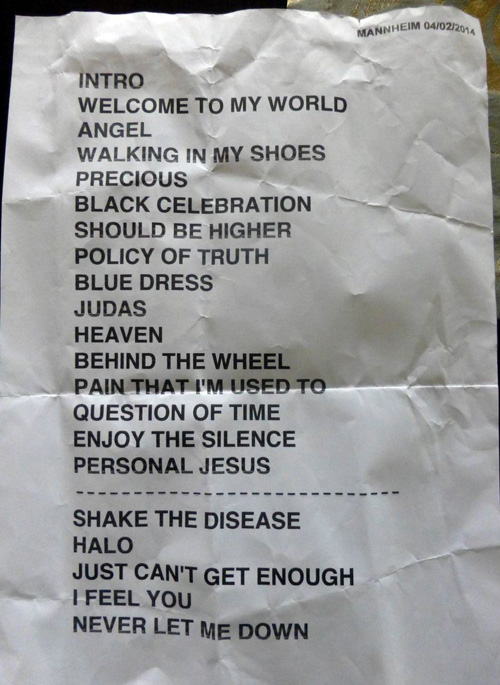 MANNHEIM 04/02/2014
INTRO
WELCOME TO MY WORLD
ANGEL
WALKING IN MY SHOES
PRECIOUS
BLACK CELEBRATION
SHOULD BE HIGHER
POLICY OF TRUTH
BLUE DRESS
JUDAS
HEAVEN
BEHIND THE WHEEL
PAIN THAT I'M USED TO
QUESTION OF TIME
ENJOY THE SILENCE
PERSONAL JESUS
-----------------------------
SHAKE THE DISEASE
HALO
JUST CAN'T GET ENOUGH
I FEEL YOU
NEVER LET ME DOWN